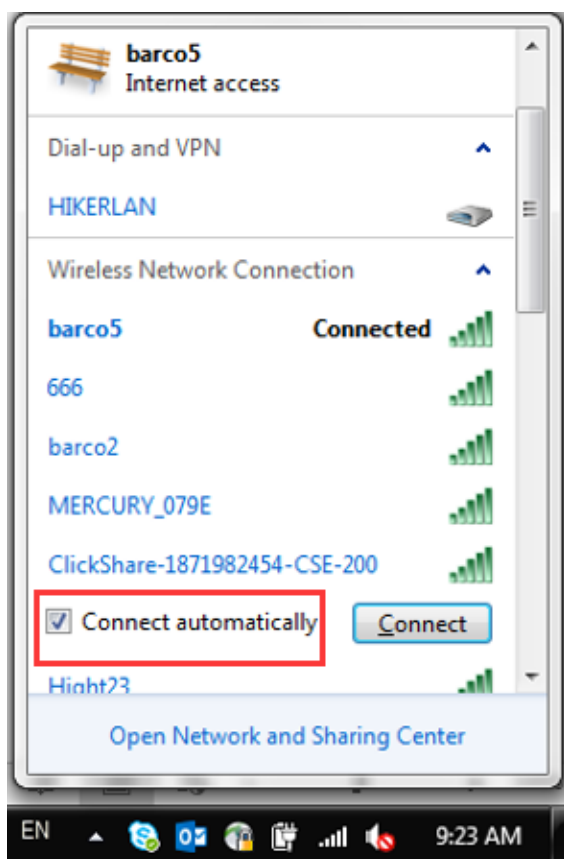 barco5
Internet access
Dial-up and VPN
HIKERLAN
Wireless Network Connection
barco5 Connected
666
barco2
MERCURY_079E
ClickShare-1871982454-CSE-200
Connect automatically Connect
Hight23
Open Network and Sharing Center
EN 9:23 AM